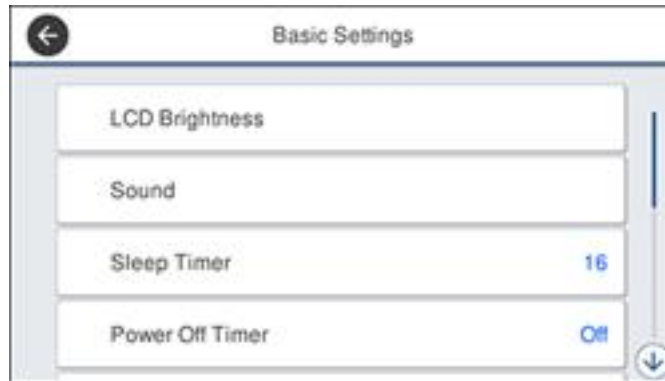 Basic Settings
LCD Brightness
Sound
Sleep Timer 16
Power Off Timer Off